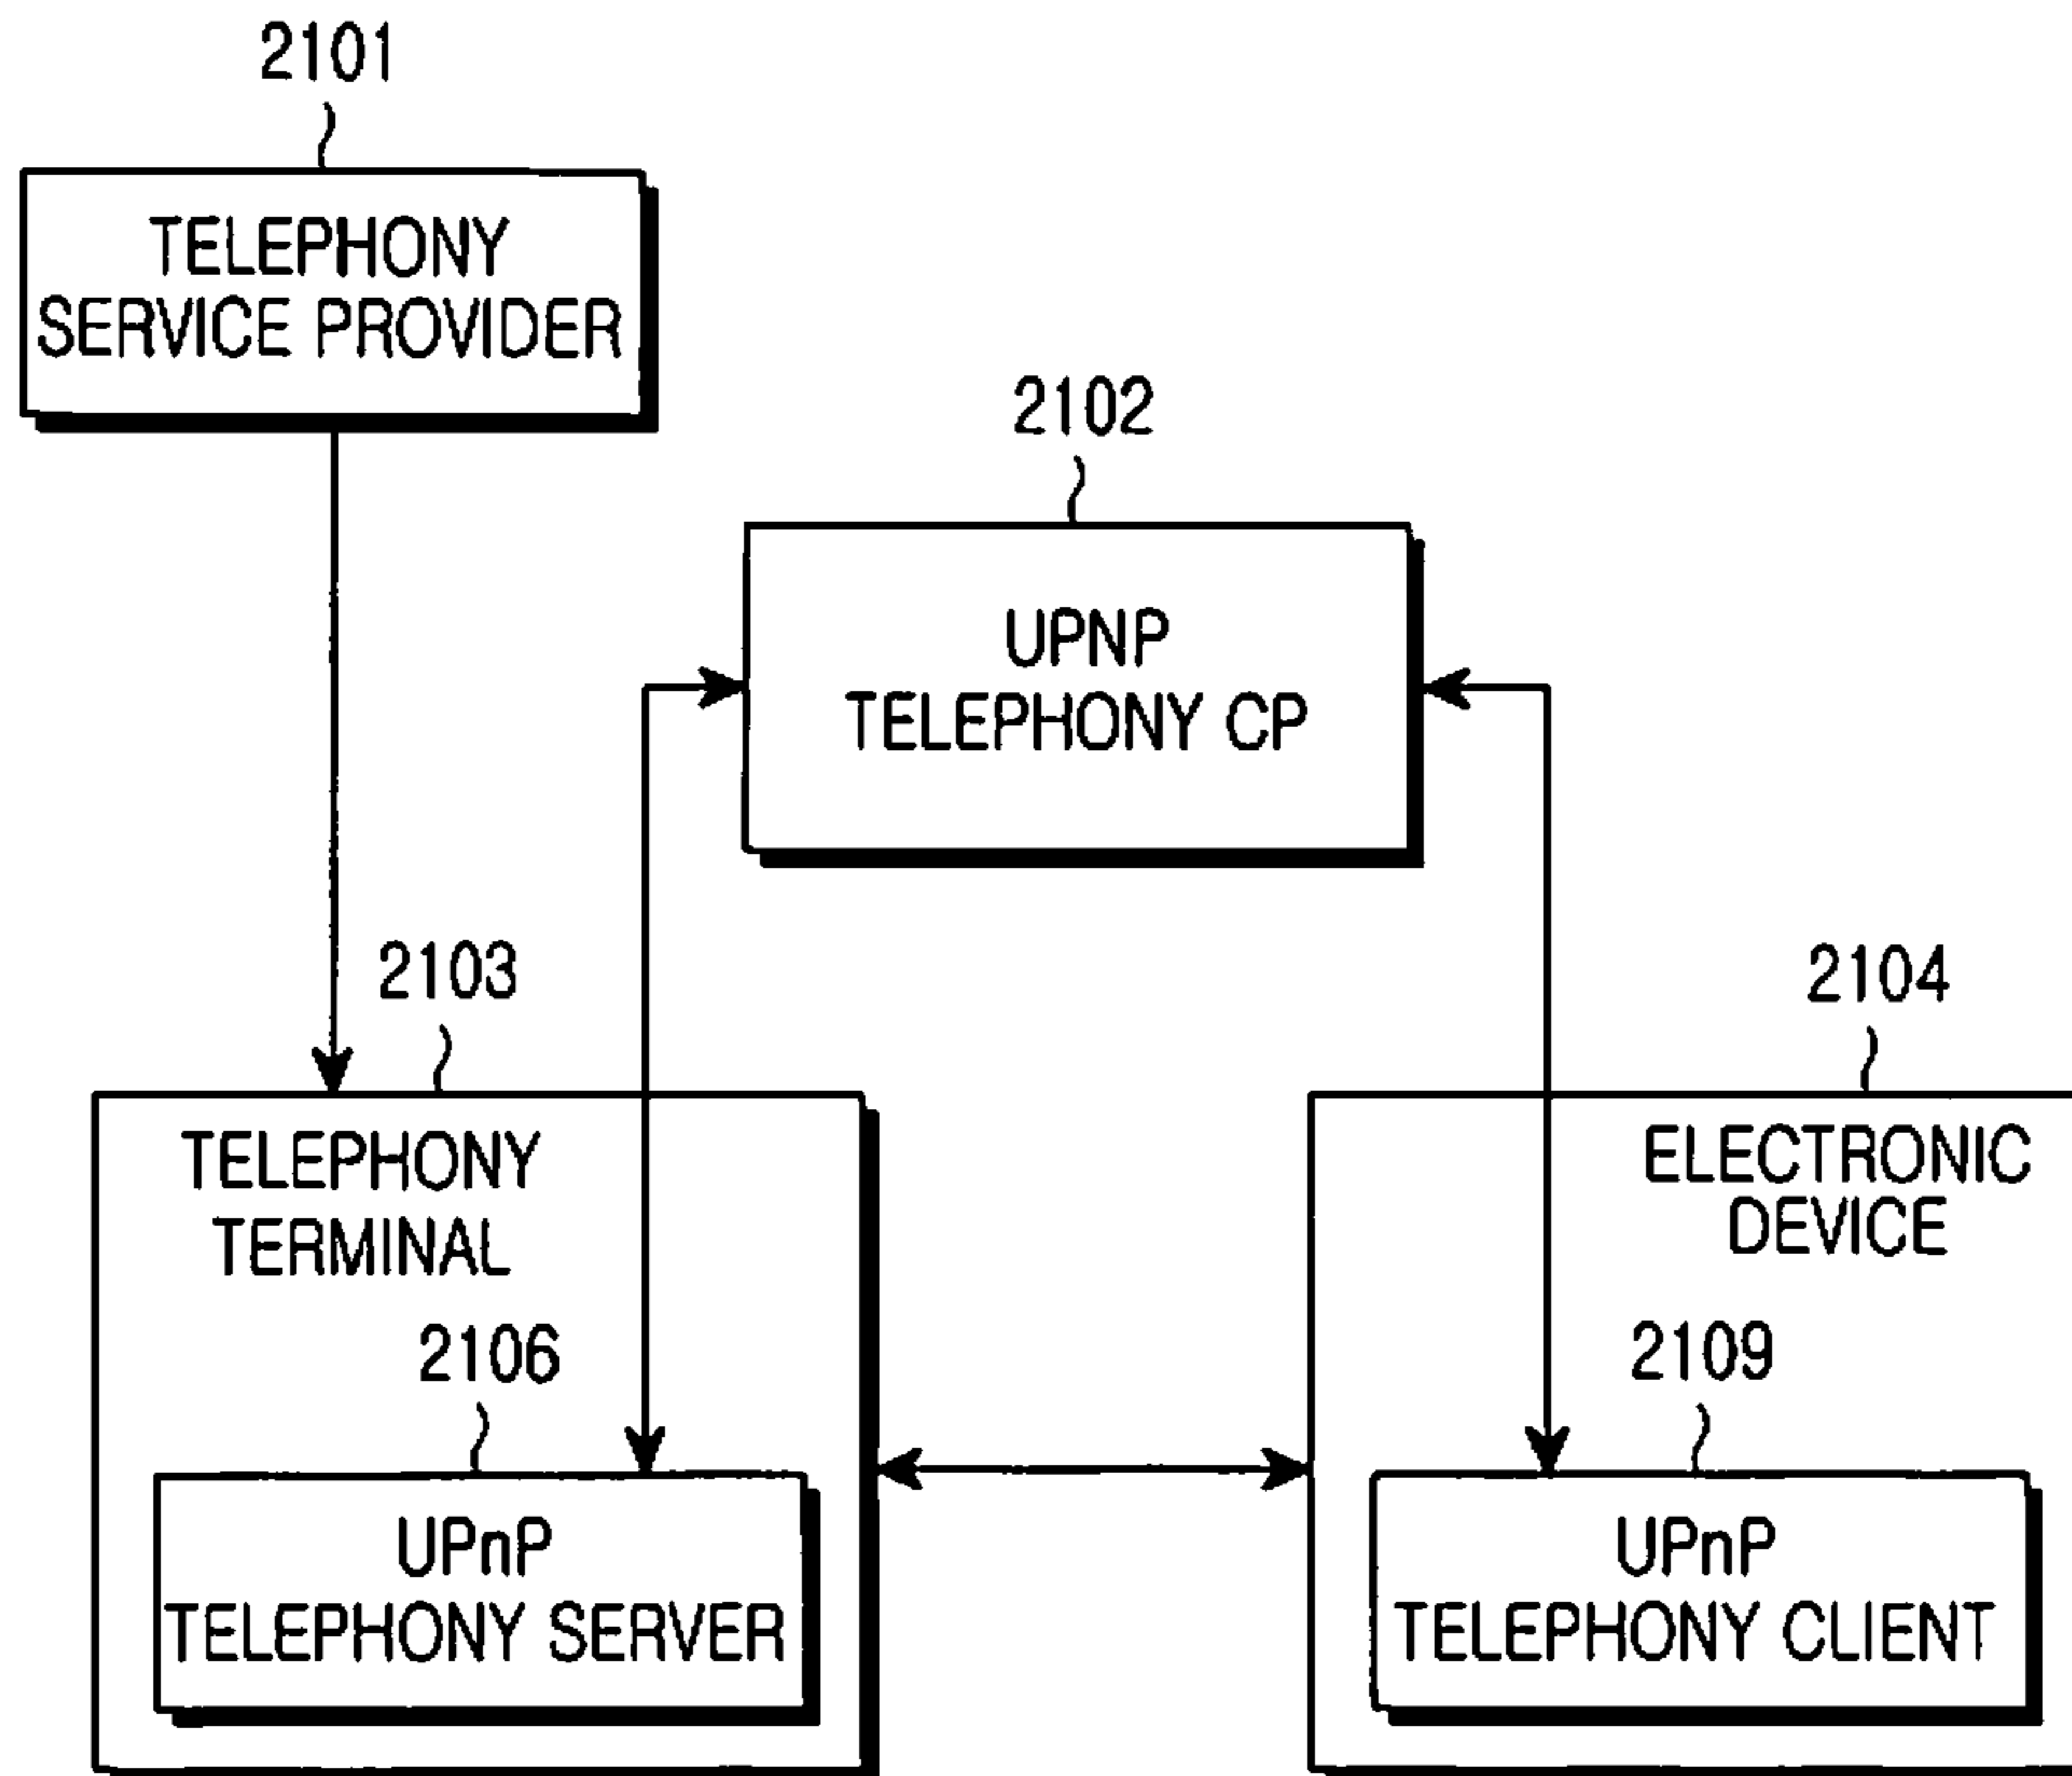 2101
TELEPHONY
SERVICE PROVIDER
2102
UPNP
TELEPHONY CP
2103
TELEPHONY
TERMINAL
2106
UPnP
TELEPHONY SERVER
2104
ELECTRONIC
DEVICE
2109
UPnP
TELEPHONY CLIENT